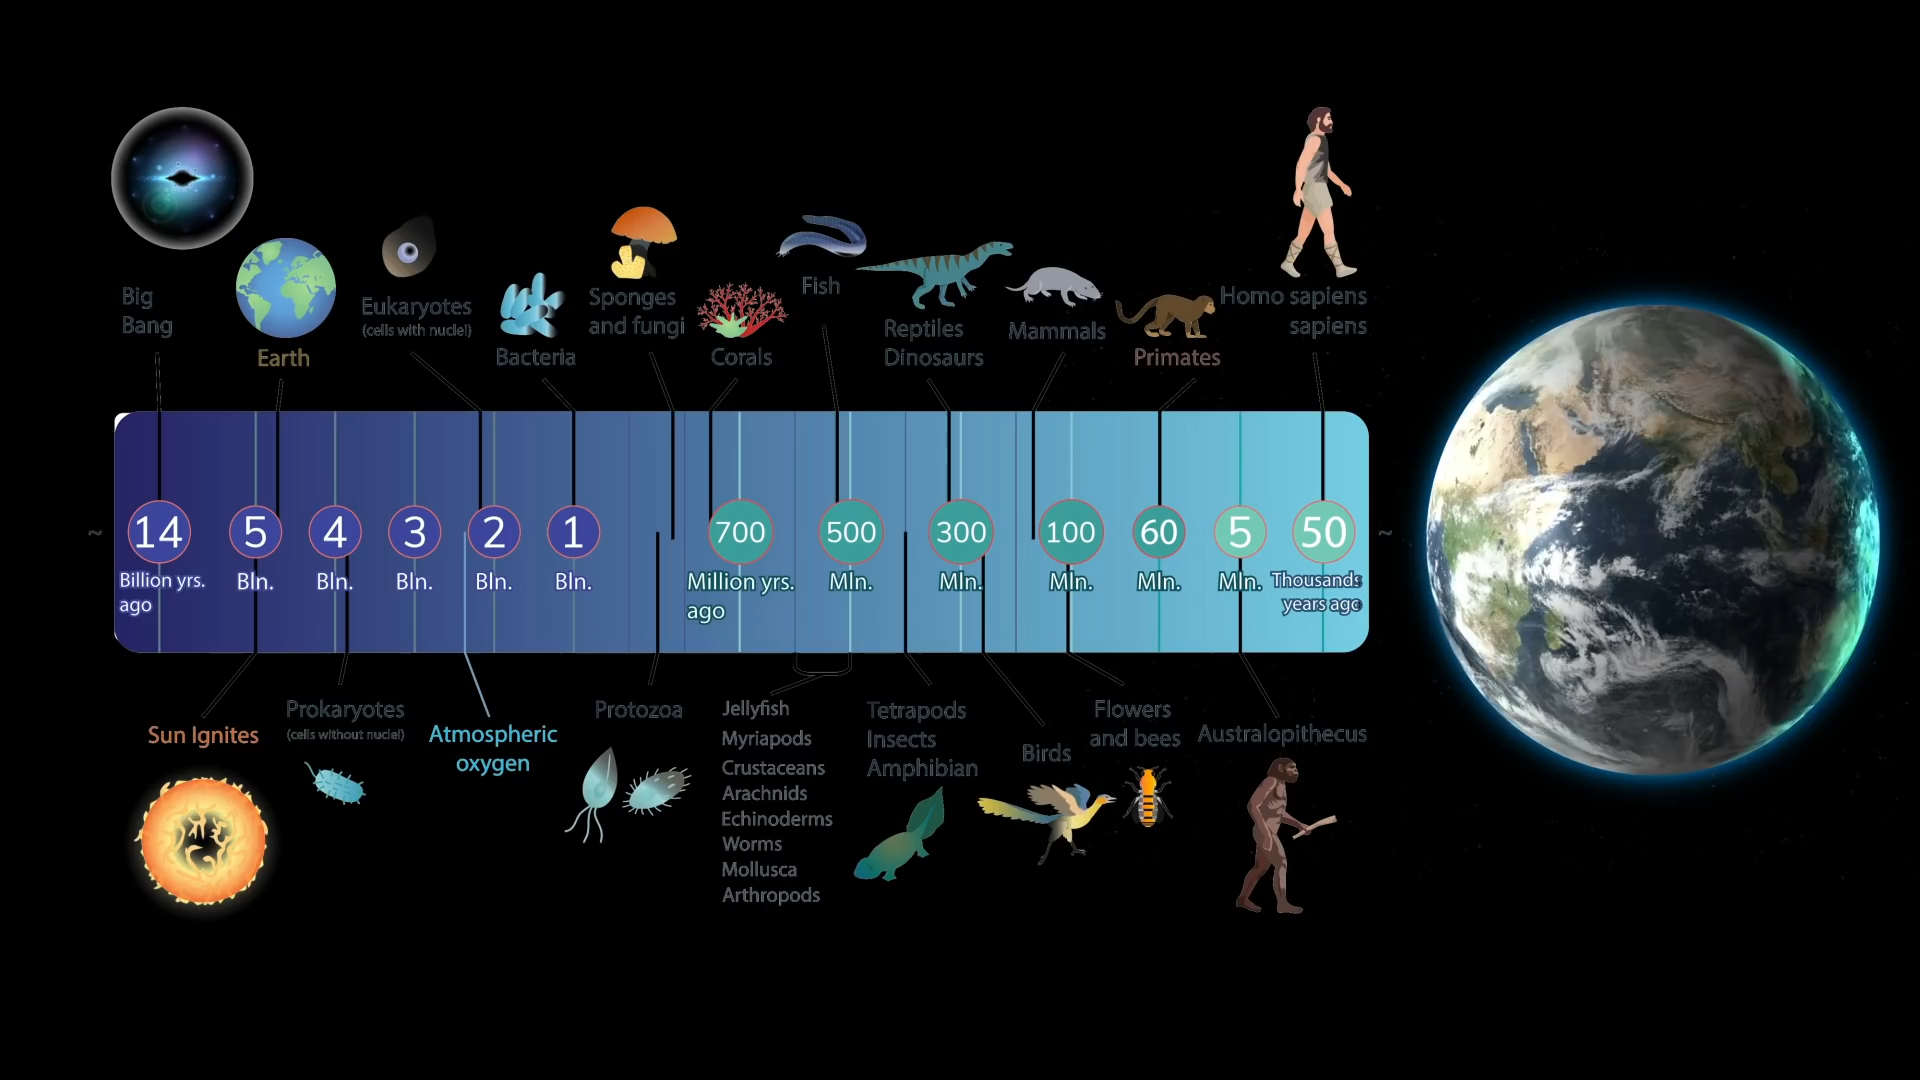 Big
Bang
Earth
Eukaryotes
(cells with nuclei)
Bacteria
Sponges
and fungi
Corals
Fish
Reptiles
Dinosaurs
Mammals
Primates
Homo sapiens
sapiens
~
14
5
4
3
2
1
700
500
300
100
60
5
50
~
Billion yrs.
ago
Bln.
Bln.
Bln.
Bln.
Bln.
Million yrs.
ago
Mln.
Mln.
Mln.
Mln.
Mln.
Thousands
years ago
Sun Ignites
Prokaryotes
(cells without nuclei)
Atmospheric
oxygen
Protozoa
Jellyfish
Myriapods
Crustaceans
Arachnids
Echinoderms
Worms
Mollusca
Arthropods
Tetrapods
Insects
Amphibian
Birds
Flowers
and bees
Australopithecus